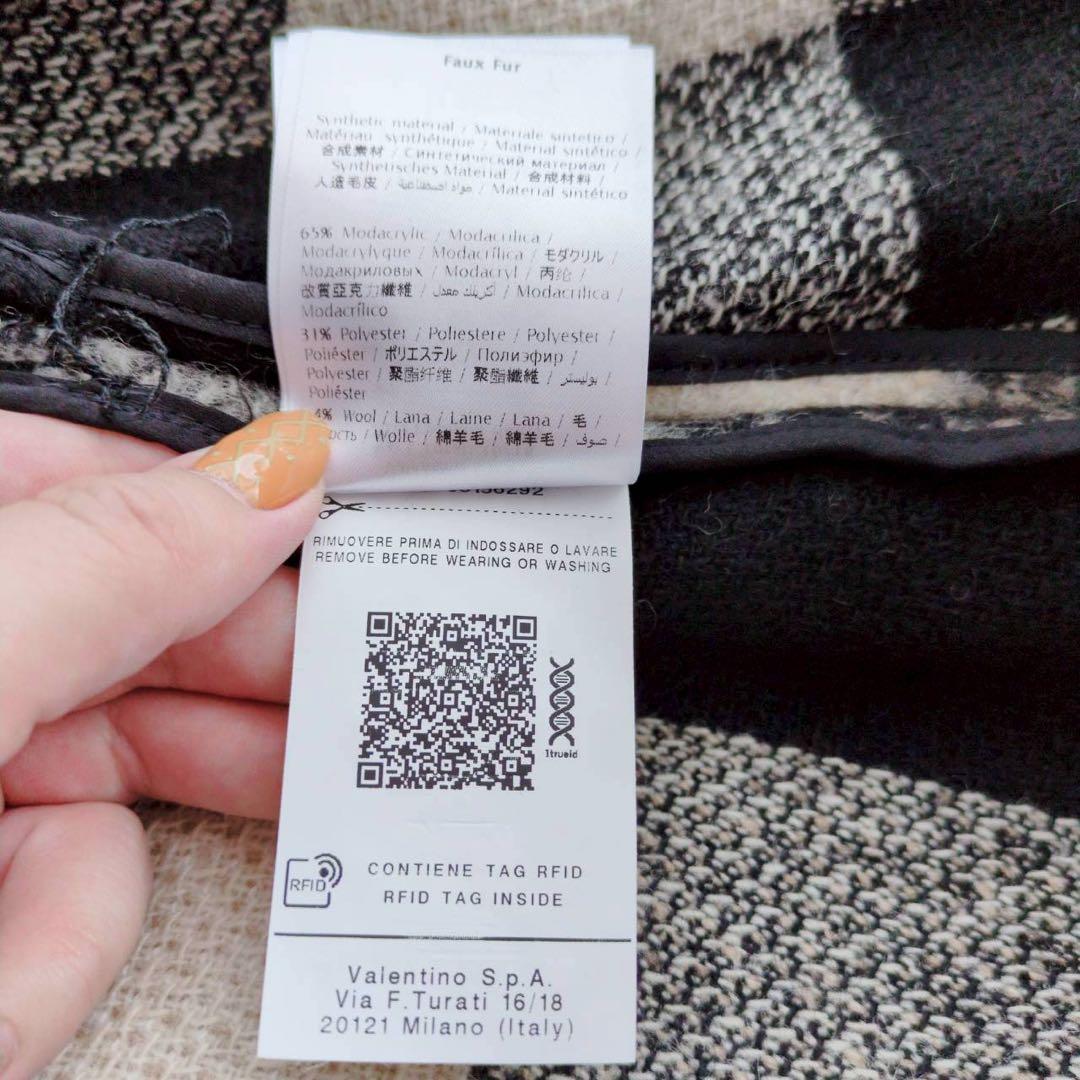 Faux Fur
Synthetic material / Materiale sintetico /
Matériau synthétique / Material sintético /
合成素材 / Синтетический материал /
Synthetisches Material / 合成材料 /
人造毛皮 / مواد اصطناعية / Material sintético
65% Modacrylic / Modacrilica /
Modacrylyque / Modacrílica / モダクリル /
Модакриловых / Modacryl / 丙纶 /
改質亞克力纖維 / أكريلك معدل / Modacrilica /
Modacrílico
31% Polyester / Poliestere / Polyester /
Poliéster / ポリエステル / Полиэфир /
Polyester / 聚酯纤维 / 聚酯纖維 / بوليستر /
Poliéster
4% Wool / Lana / Laine / Lana / 毛 /
ость / Wolle / 綿羊毛 / 綿羊毛 / صوف /
RIMUOVERE PRIMA DI INDOSSARE O LAVARE
REMOVE BEFORE WEARING OR WASHING
1trueid
RFID
CONTIENE TAG RFID
RFID TAG INSIDE
Valentino S.p.A.
Via F.Turati 16/18
20121 Milano (Italy)